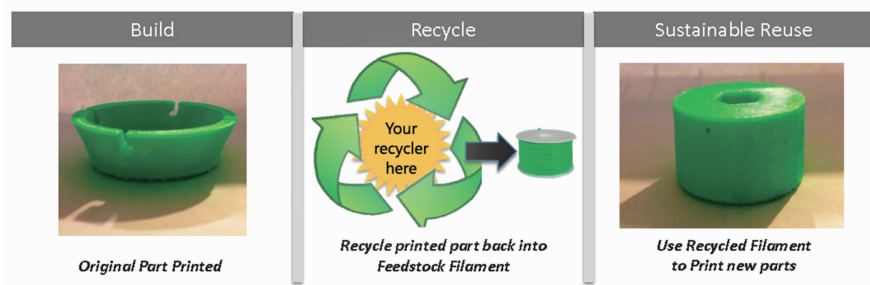 Build
Recycle
Sustainable Reuse
Your
recycler
here
Original Part Printed
Recycle printed part back into
Feedstock Filament
Use Recycled Filament
to Print new parts